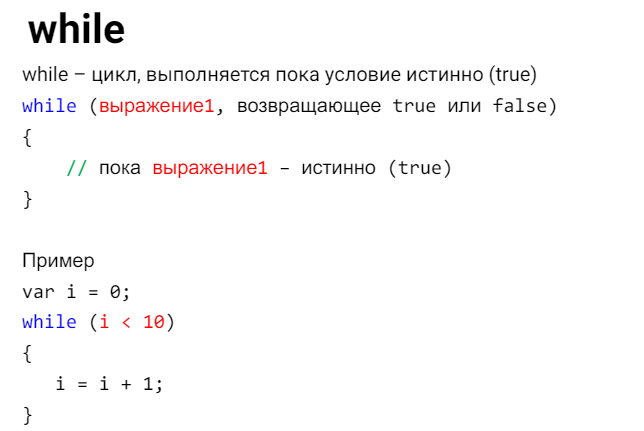 while
while – цикл, выполняется пока условие истинно (true)
while (выражение1, возвращающее true или false)
{
    // пока выражение1 – истинно (true)
}
Пример
var i = 0;
while (i < 10)
{
   i = i + 1;
}